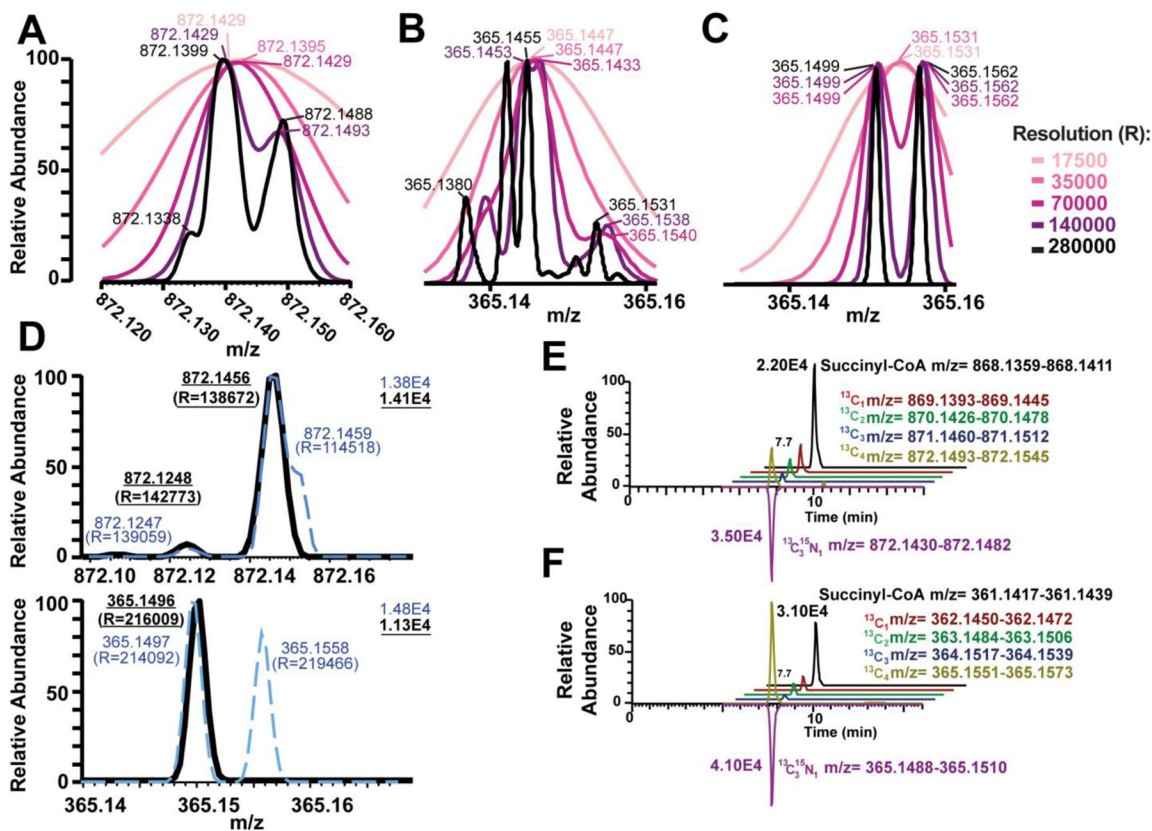 A
872.1429
872.1429
872.1399
872.1395
872.1429
872.1488
872.1493
872.1338
Relative Abundance
100
50
0
872.120
872.130
872.140
872.150
872.160
m/z
B
365.1455
365.1453
365.1447
365.1447
365.1433
365.1380
365.1531
365.1538
365.1540
365.14
365.16
m/z
C
365.1531
365.1531
365.1499
365.1499
365.1499
365.1562
365.1562
365.1562
365.14
365.16
m/z
Resolution (R):
17500
35000
70000
140000
280000
D
Relative Abundance
100
50
0
872.1456
(R=138672)
1.38E4
1.41E4
872.1459
(R=114518)
872.1248
(R=142773)
872.1247
(R=139059)
872.10
872.12
872.14
872.16
Relative Abundance
100
50
0
365.1496
(R=216009)
365.1497
(R=214092)
1.48E4
1.13E4
365.1558
(R=219466)
365.14
365.15
365.16
m/z
E
Relative
Abundance
100
50
0
2.20E4
Succinyl-CoA m/z= 868.1359-868.1411
¹³C₁m/z= 869.1393-869.1445
¹³C₂m/z= 870.1426-870.1478
¹³C₃m/z= 871.1460-871.1512
¹³C₄m/z= 872.1493-872.1545
7.7
0
10
Time (min)
3.50E4
¹³C₃¹⁵N₁ m/z= 872.1430-872.1482
F
Relative
Abundance
100
50
0
3.10E4
Succinyl-CoA m/z= 361.1417-361.1439
¹³C₁m/z= 362.1450-362.1472
¹³C₂m/z= 363.1484-363.1506
¹³C₃m/z= 364.1517-364.1539
¹³C₄m/z= 365.1551-365.1573
7.7
0
10
Time (min)
4.10E4
¹³C₃¹⁵N₁ m/z= 365.1488-365.1510